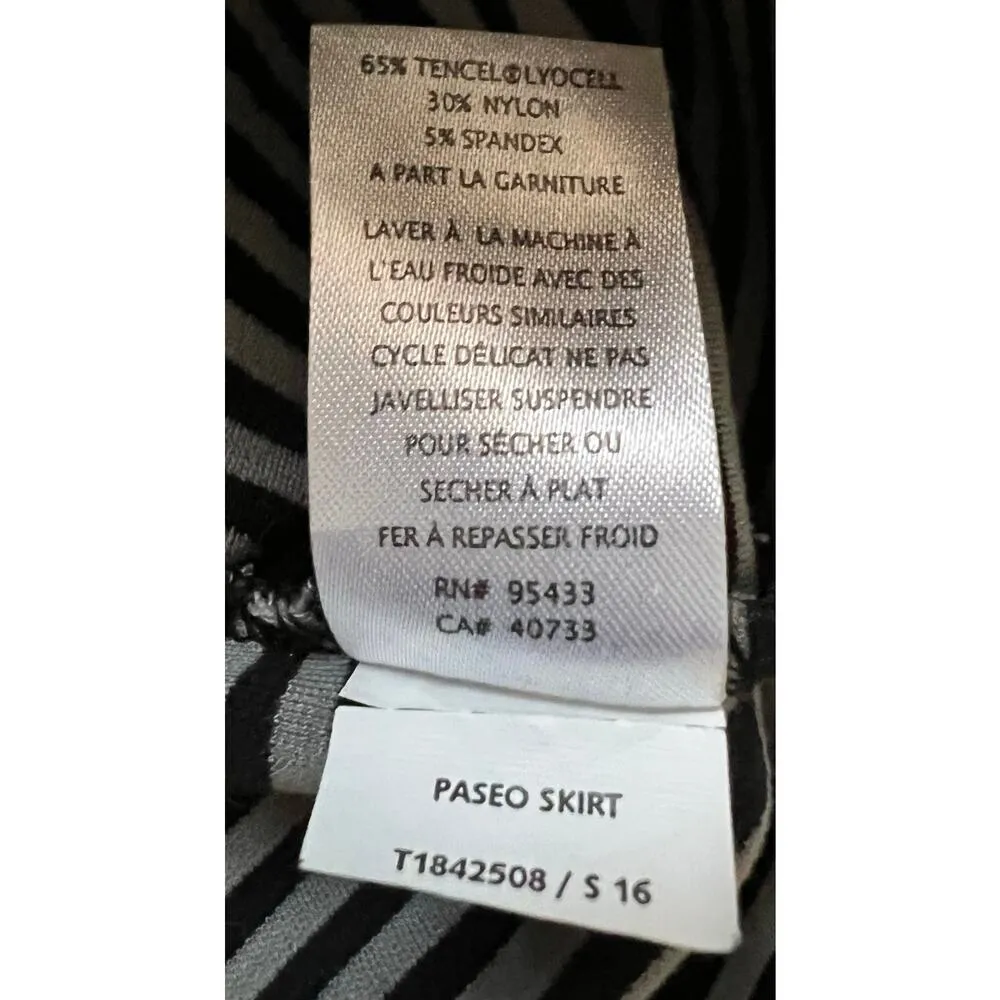 65% TENCEL®LYOCELL
30% NYLON
5% SPANDEX
A PART LA GARNITURE
LAVER À LA MACHINE À
L'EAU FROIDE AVEC DES
COULEURS SIMILAIRES
CYCLE DÉLICAT NE PAS
JAVELLISER SUSPENDRE
POUR SÉCHER OU
SECHER À PLAT
FER À REPASSER FROID
RN# 95433
CA# 40733
PASEO SKIRT
T1842508 / S 16